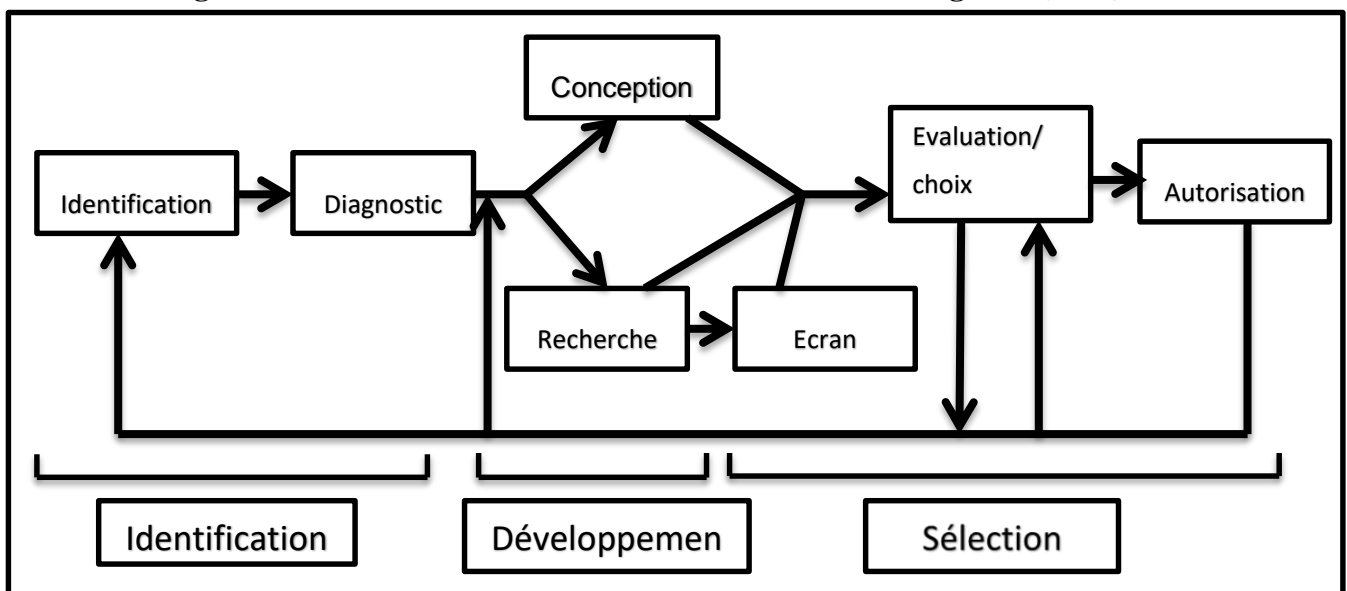 Conception
Evaluation/
choix
Identification
Diagnostic
Autorisation
Recherche
Ecran
Identification
Développemen
Sélection